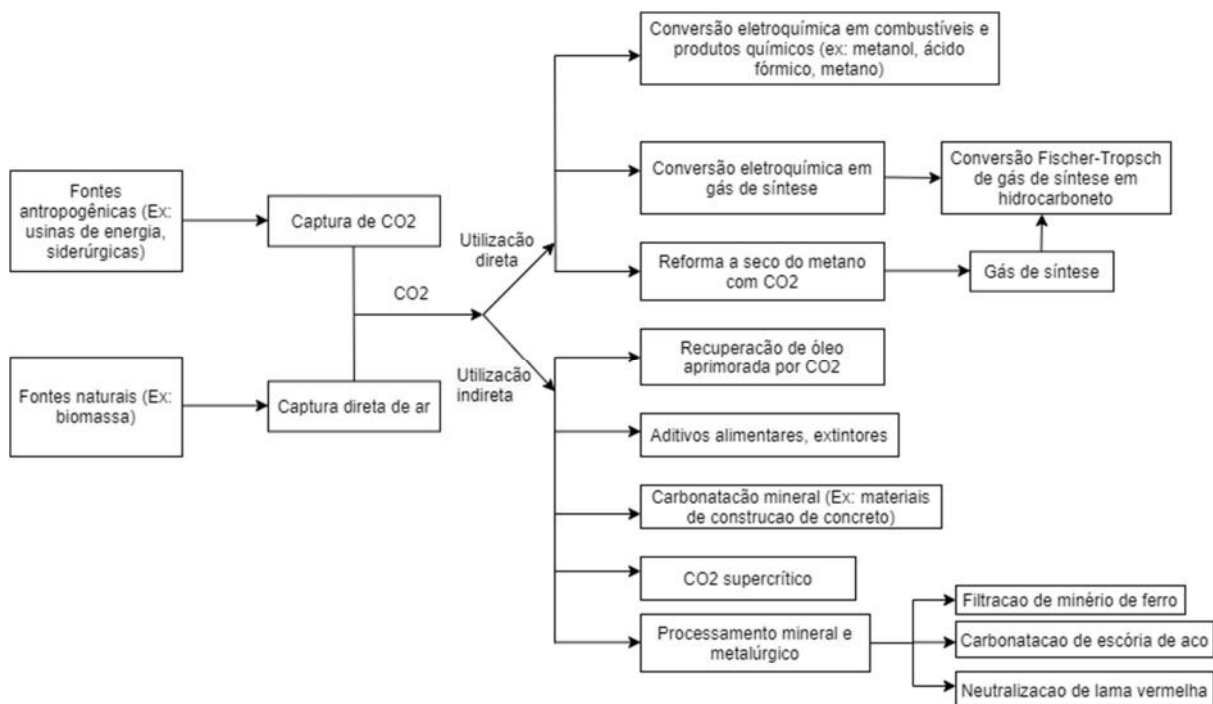 Conversão eletroquímica em combustíveis e
produtos químicos (ex: metanol, ácido
fórmico, metano)
Fontes
antropogênicas (Ex:
usinas de energia,
siderúrgicas)
Captura de CO2
Utilizacão
direta
Conversão eletroquímica em
gás de síntese
Conversão Fischer-Tropsch
de gás de síntese em
hidrocarboneto
Reforma a seco do metano
com CO2
Gás de síntese
CO2
Fontes naturais (Ex:
biomassa)
Captura direta de ar
Utilizacão
indireta
Recuperação de óleo
aprimorada por CO2
Aditivos alimentares, extintores
Carbonatacão mineral (Ex: materiais
de construcao de concreto)
CO2 supercrítico
Processamento mineral e
metalúrgico
Filtracao de minério de ferro
Carbonatacao de escória de aco
Neutralizacao de lama vermelha